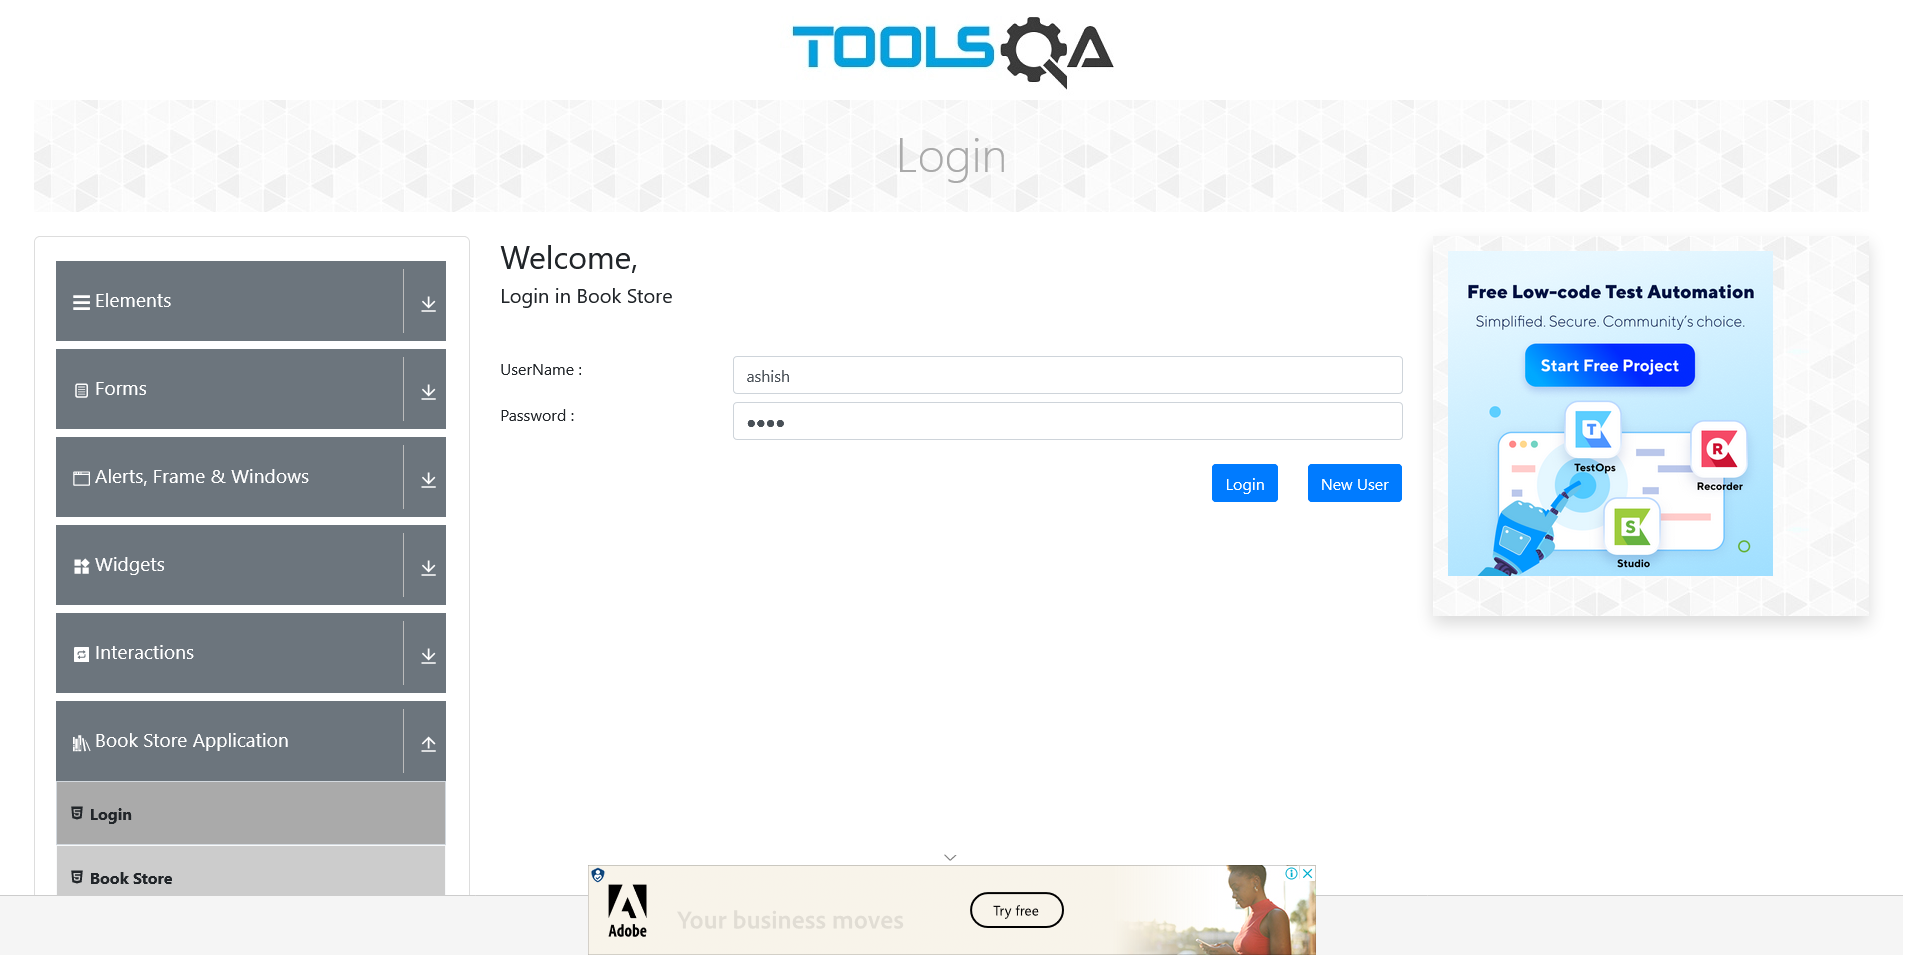 TOOLSQA
Login
Elements
Forms
Alerts, Frame & Windows
Widgets
Interactions
Book Store Application
Login
Book Store
Welcome,
Login in Book Store
UserName :
ashish
Password :
••••
Login
New User
Free Low-code Test Automation
Simplified. Secure. Community's choice.
Start Free Project
T
TestOps
R
Recorder
S
Studio
Adobe
Your business moves
Try free